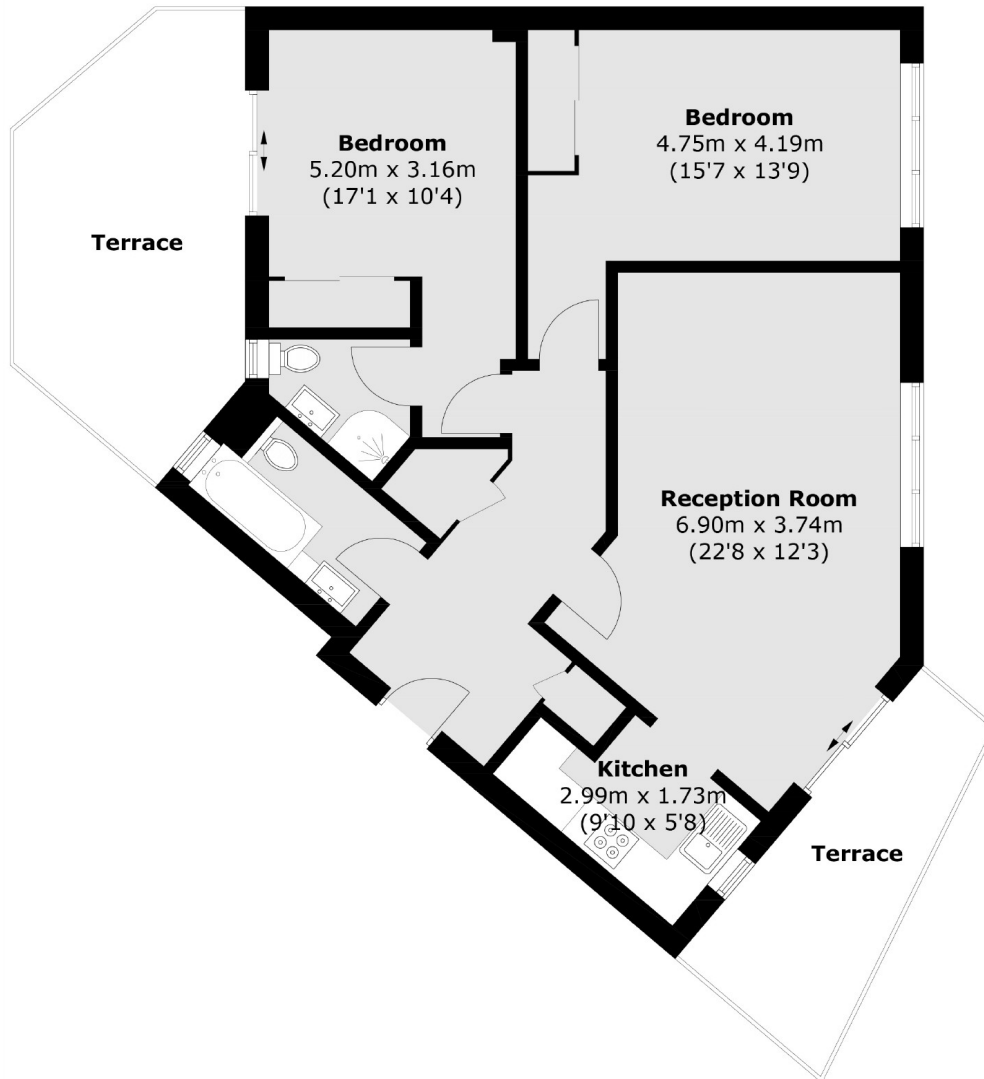 Bedroom
5.20m x 3.16m
(17'1 x 10'4)
Bedroom
4.75m x 4.19m
(15'7 x 13'9)
Terrace
Reception Room
6.90m x 3.74m
(22'8 x 12'3)
Kitchen
2.99m x 1.73m
(9'10 x 5'8)
Terrace